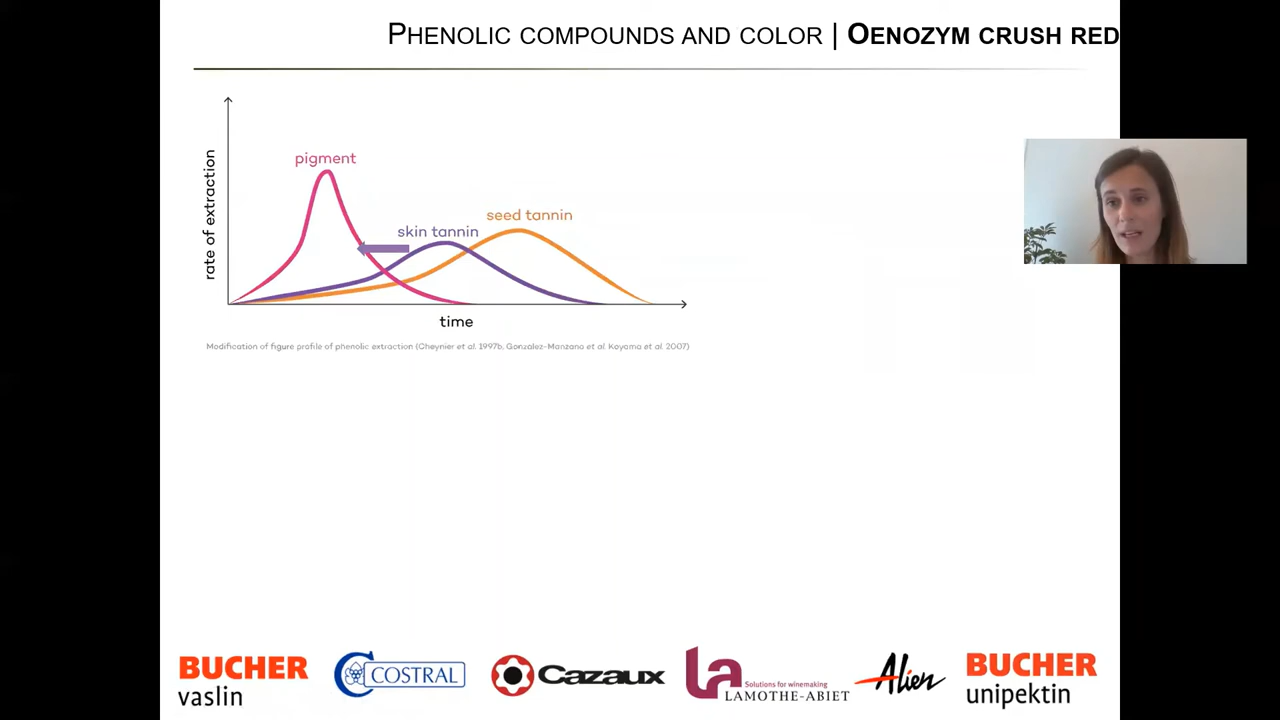 PHENOLIC COMPOUNDS AND COLOR | OENOZYM CRUSH RED
pigment
seed tannin
skin tannin
rate of extraction
time
Modification of figure profile of phenolic extraction (Cheynier et al. 1997b, Gonzalez-Manzano et al. Koyama et al. 2007)
BUCHER
vaslin
COSTRAL
Cazaux
la
Solutions for winemaking
LAMOTHE-ABIET
Alien
BUCHER
unipektin